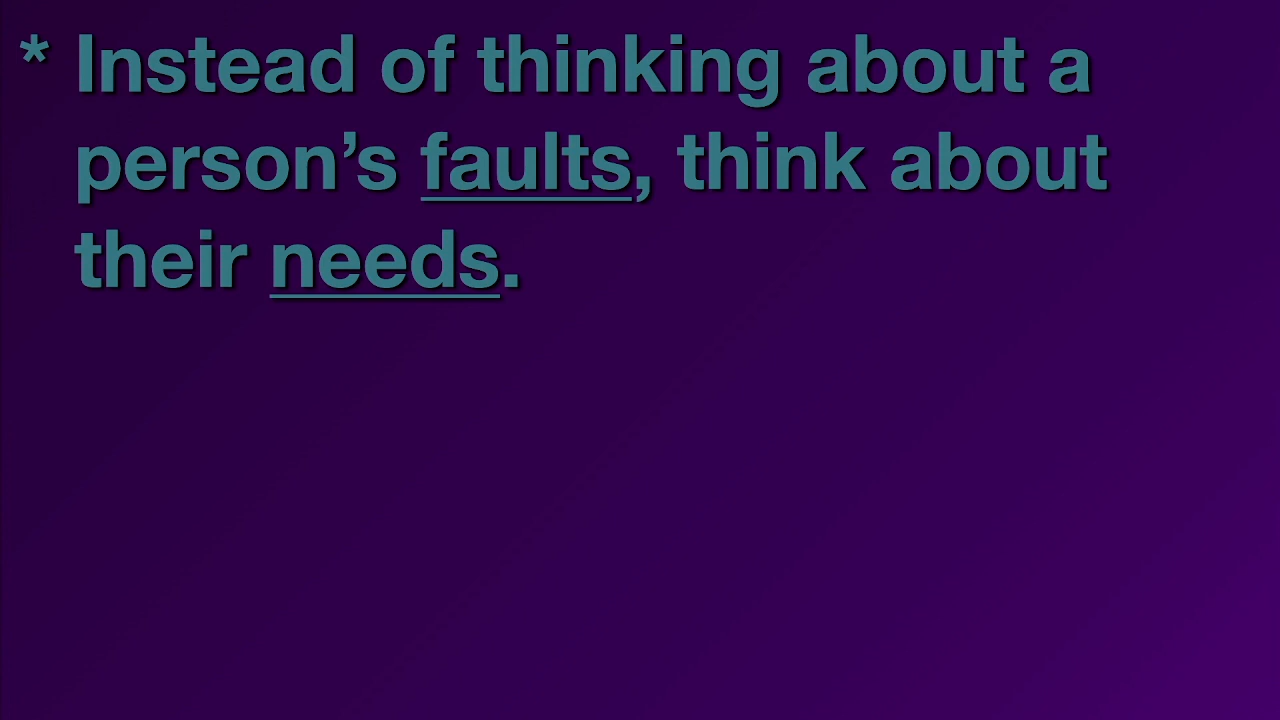 * Instead of thinking about a
person’s faults, think about
their needs.